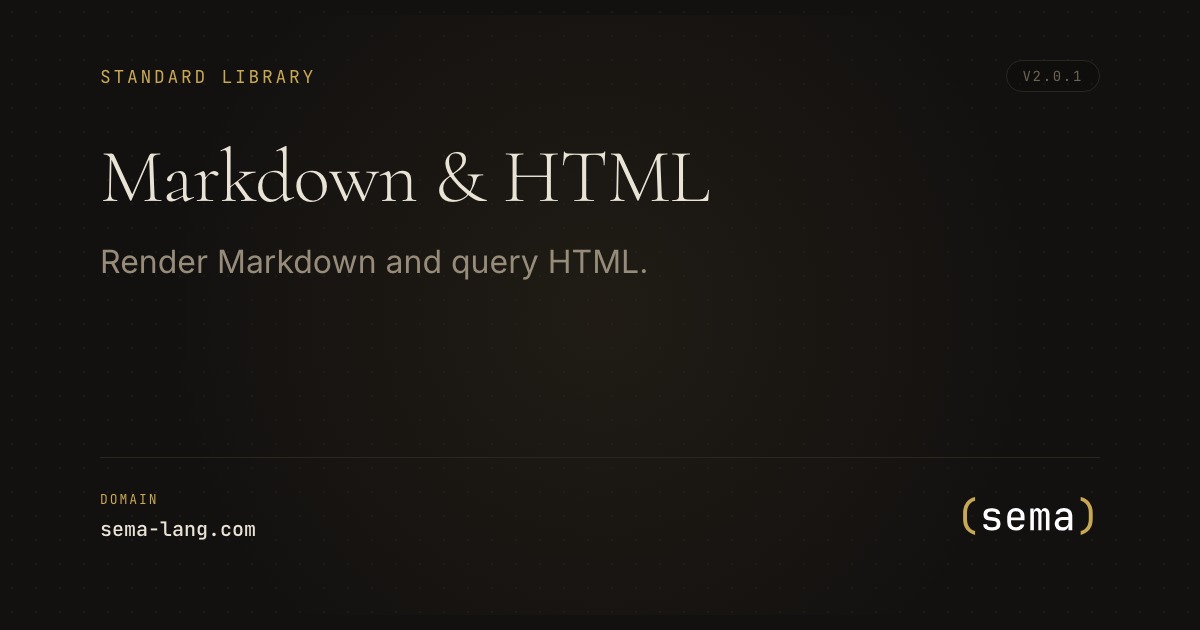 STANDARD LIBRARY
V2.0.1
Markdown & HTML
Render Markdown and query HTML.
DOMAIN
sema-lang.com
(sema)